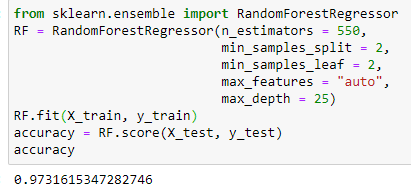 from sklearn.ensemble import RandomForestRegressor
RF = RandomForestRegressor(n_estimators = 550,
                           min_samples_split = 2,
                           min_samples_leaf = 2,
                           max_features = "auto",
                           max_depth = 25)
RF.fit(X_train, y_train)
accuracy = RF.score(X_test, y_test)
accuracy
0.9731615347282746